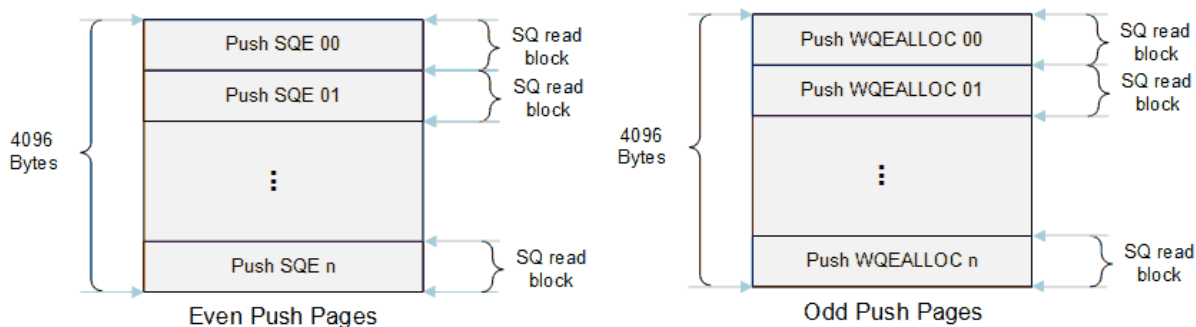 4096
Bytes
Push SQE 00
Push SQE 01
⋮
Push SQE n
SQ read
block
SQ read
block
SQ read
block
Even Push Pages
4096
Bytes
Push WQEALLOC 00
Push WQEALLOC 01
⋮
Push WQEALLOC n
SQ read
block
SQ read
block
SQ read
block
Odd Push Pages